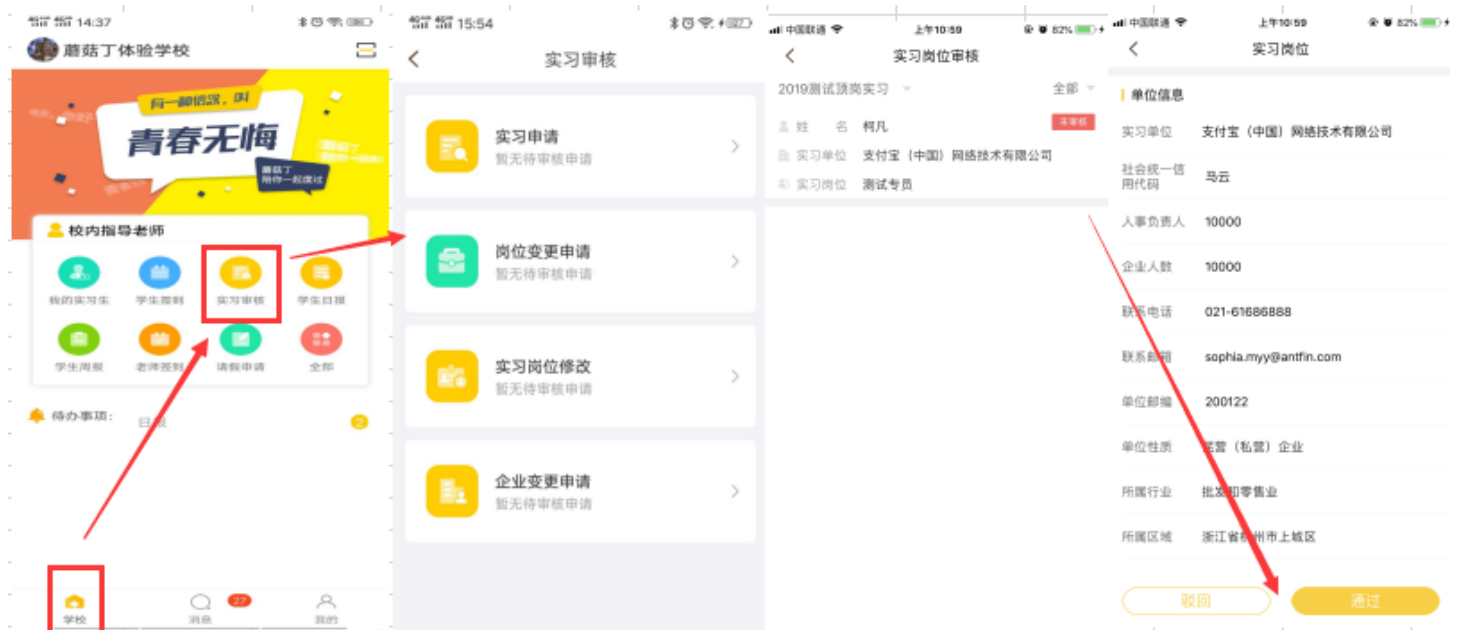 14:37
蘑菇丁体验学校
有一种信念，叫
青春无悔
蘑菇丁
陪你一起度过
校内指导老师
我的实习生
学生签到
实习审核
学生日报
学生周报
老师签到
请假申请
全部
待办事项：
日报
2
学校
27
消息
我的
15:54
实习审核
实习申请
暂无待审核申请
岗位变更申请
暂无待审核申请
实习岗位修改
暂无待审核申请
企业变更申请
暂无待审核申请
中国联通
上午10:59
82%
实习岗位审核
2019测试顶岗实习
全部
姓 名 柯凡
未审核
实习单位 支付宝（中国）网络技术有限公司
实习岗位 测试专员
中国联通
上午10:59
82%
实习岗位
单位信息
实习单位 支付宝（中国）网络技术有限公司
社会统一信
用代码
马云
人事负责人 10000
企业人数 10000
联系电话 021-61686888
联系邮箱 sophia.myy@antfin.com
单位邮编 200122
单位性质 民营（私营）企业
所属行业 批发和零售业
所属区域 浙江省杭州市上城区
驳回
通过